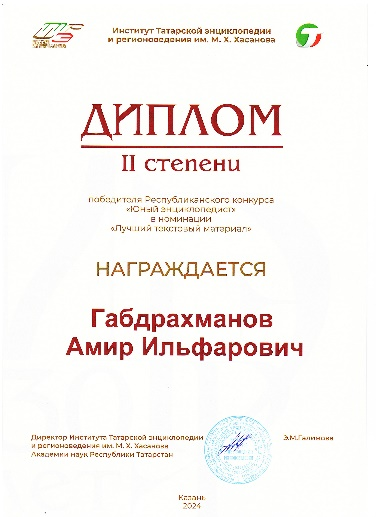 Институт Татарской энциклопедии
и регионоведения им. М. Х. Хасанова
ДИПЛОМ
II степени
победителя Республиканского конкурса
«Юный энциклопедист»
в номинации
«Лучший текстовый материал»
НАГРАЖДАЕТСЯ
Габдрахманов
Амир Ильфарович
Директор Института Татарской энциклопедии
и регионоведения им. М. Х. Хасанова
Академии наук Республики Татарстан
Э.М.Галимова
Казань
2024